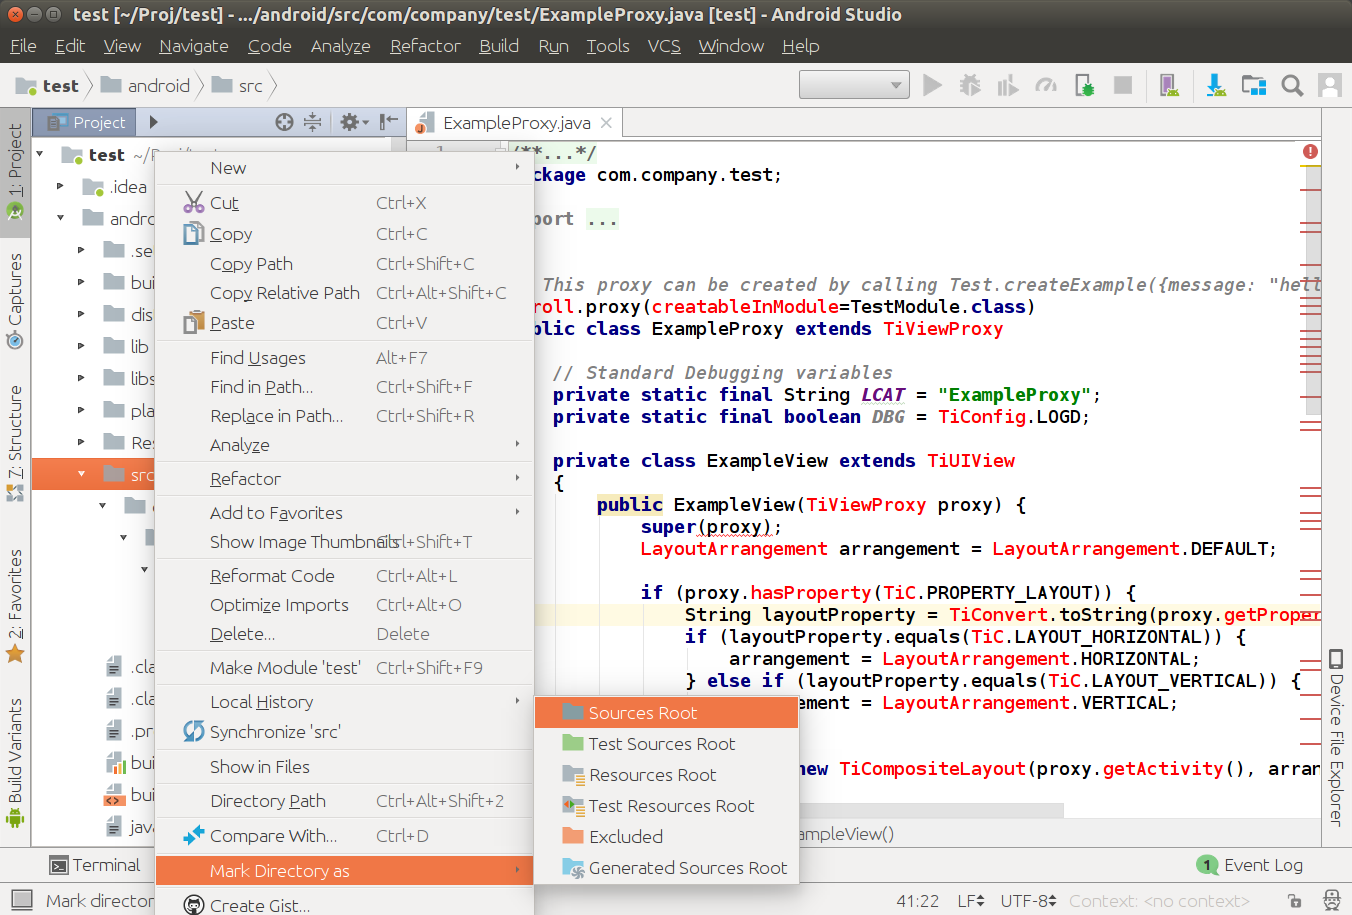 test [~/Proj/test] - .../android/src/com/company/test/ExampleProxy.java [test] - Android Studio
File Edit View Navigate Code Analyze Refactor Build Run Tools VCS Window Help
test android src
Project ExampleProxy.java
1: Project
Captures
7: Structure
2: Favorites
Build Variants
test
.idea
andro
.se
bui
dis
lib
libs
pla
Res
src
.cla
.cla
.pr
bui
bui
java
New
Cut Ctrl+X
Copy Ctrl+C
Copy Path Ctrl+Shift+C
Copy Relative Path Ctrl+Alt+Shift+C
Paste Ctrl+V
Find Usages Alt+F7
Find in Path... Ctrl+Shift+F
Replace in Path... Ctrl+Shift+R
Analyze
Refactor
Add to Favorites
Show Image Thumbnails Ctrl+Shift+T
Reformat Code Ctrl+Alt+L
Optimize Imports Ctrl+Alt+O
Delete... Delete
Make Module 'test' Ctrl+Shift+F9
Local History
Synchronize 'src'
Show in Files
Directory Path Ctrl+Alt+Shift+2
Compare With... Ctrl+D
Mark Directory as
Create Gist...
Sources Root
Test Sources Root
Resources Root
Test Resources Root
Excluded
Generated Sources Root
/**...*/
ckage com.company.test;
port ...
This proxy can be created by calling Test.createExample({message: "hell
roll.proxy(creatableInModule=TestModule.class)
blic class ExampleProxy extends TiViewProxy
// Standard Debugging variables
private static final String LCAT = "ExampleProxy";
private static final boolean DBG = TiConfig.LOGD;
private class ExampleView extends TiUIView
{
public ExampleView(TiViewProxy proxy) {
super(proxy);
LayoutArrangement arrangement = LayoutArrangement.DEFAULT;
if (proxy.hasProperty(TiC.PROPERTY_LAYOUT)) {
String layoutProperty = TiConvert.toString(proxy.getProper
if (layoutProperty.equals(TiC.LAYOUT_HORIZONTAL)) {
arrangement = LayoutArrangement.HORIZONTAL;
} else if (layoutProperty.equals(TiC.LAYOUT_VERTICAL)) {
ement = LayoutArrangement.VERTICAL;
new TiCompositeLayout(proxy.getActivity(), arran
ampleView()
Device File Explorer
Terminal 1 Event Log
Mark director 41:22 LF UTF-8 Context: <no context>